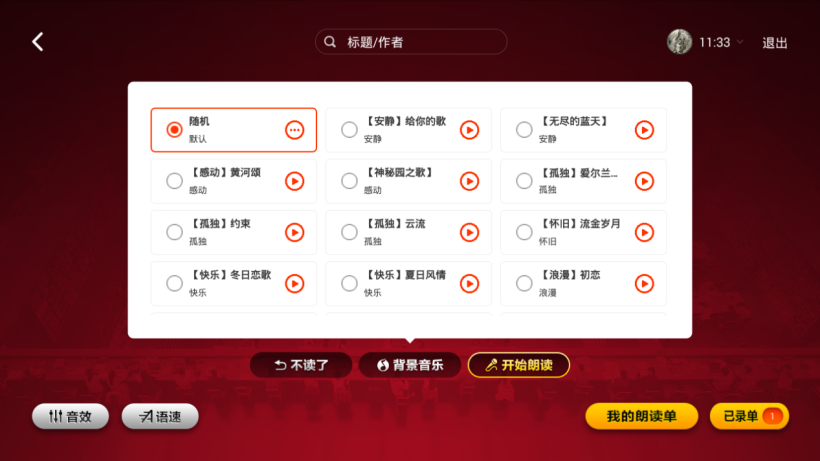 标题/作者
11:33
退出
随机
默认
【安静】给你的歌
安静
【无尽的蓝天】
安静
【感动】黄河颂
感动
【神秘园之歌】
感动
【孤独】爱尔兰...
孤独
【孤独】约束
孤独
【孤独】云流
孤独
【怀旧】流金岁月
怀旧
【快乐】冬日恋歌
快乐
【快乐】夏日风情
快乐
【浪漫】初恋
浪漫
不读了
背景音乐
开始朗读
音效
语速
我的朗读单
已录单 1